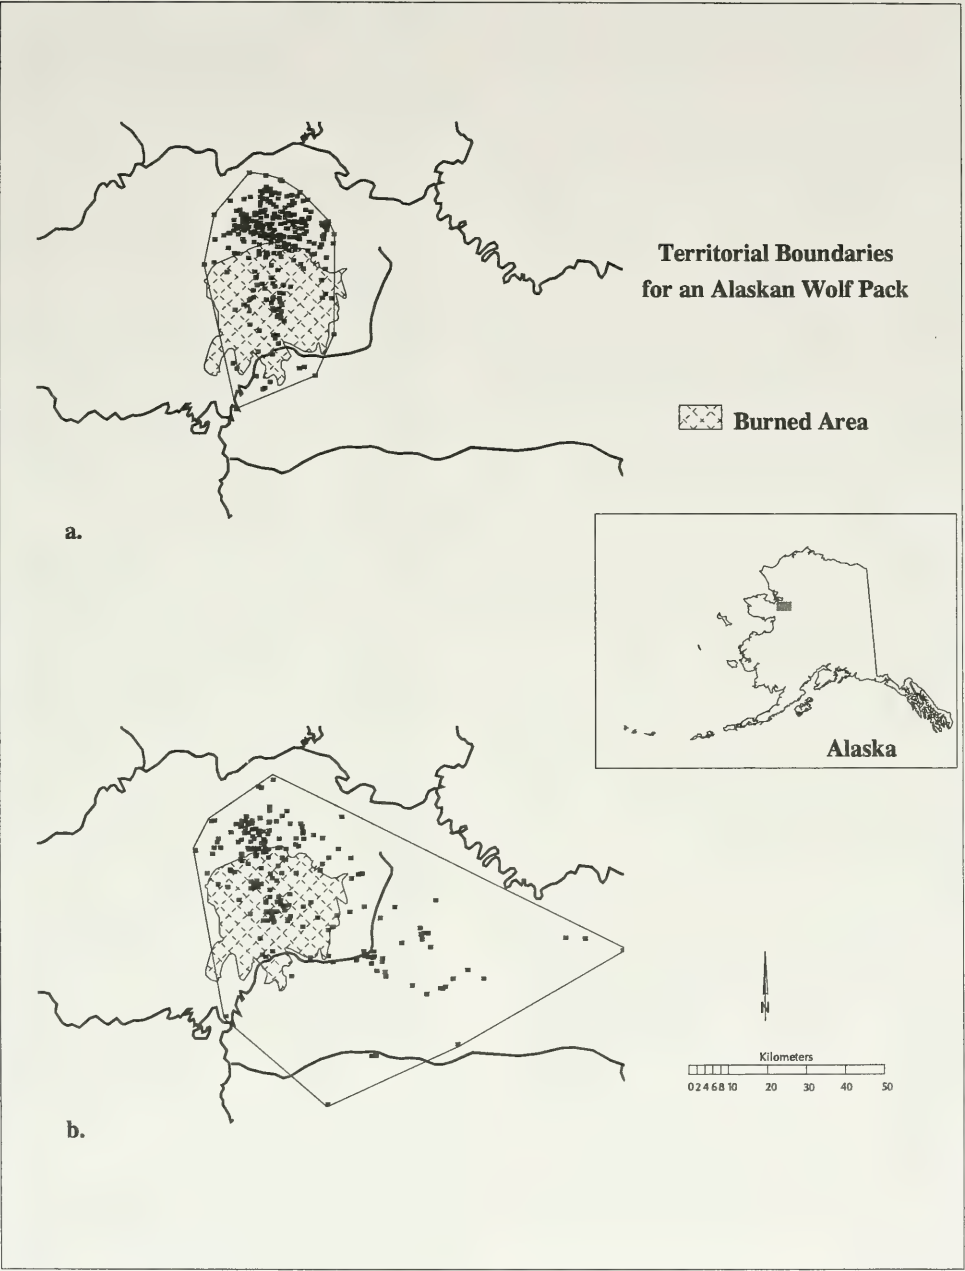 Territorial Boundaries
for an Alaskan Wolf Pack
Burned Area
a.
Alaska
N
Kilometers
0 2 4 6 8 10 20 30 40 50
b.